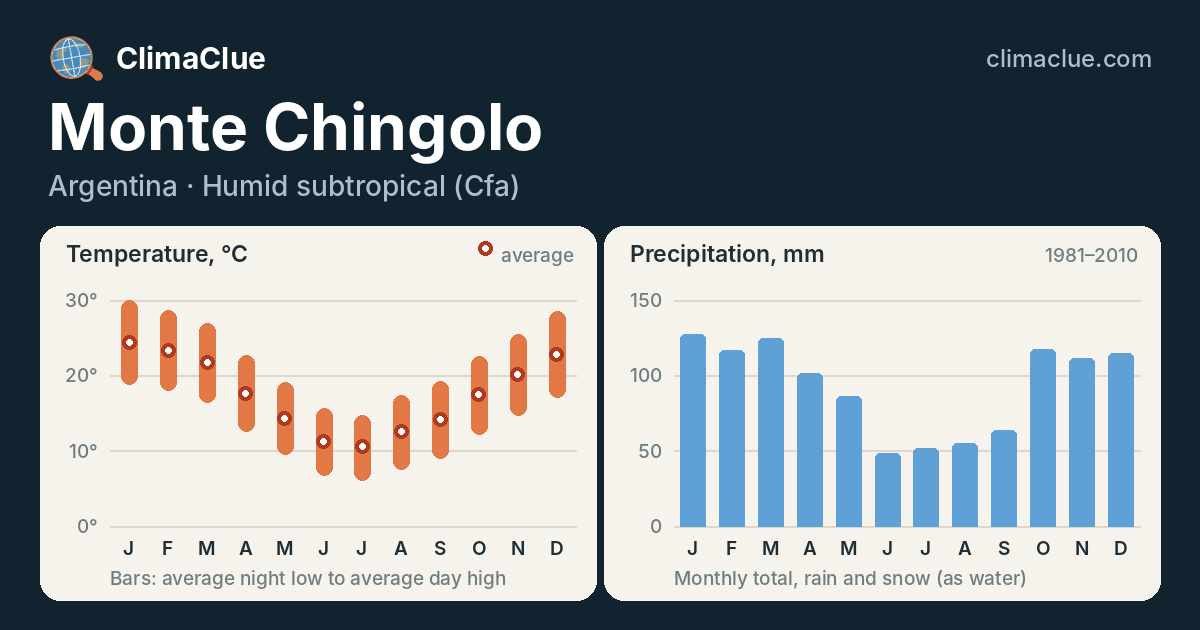 ClimaClue
climaclue.com
Monte Chingolo
Argentina · Humid subtropical (Cfa)
Temperature, °C
average
30°
20°
10°
0°
J F M A M J J A S O N D
Bars: average night low to average day high
Precipitation, mm
1981–2010
150
100
50
0
J F M A M J J A S O N D
Monthly total, rain and snow (as water)